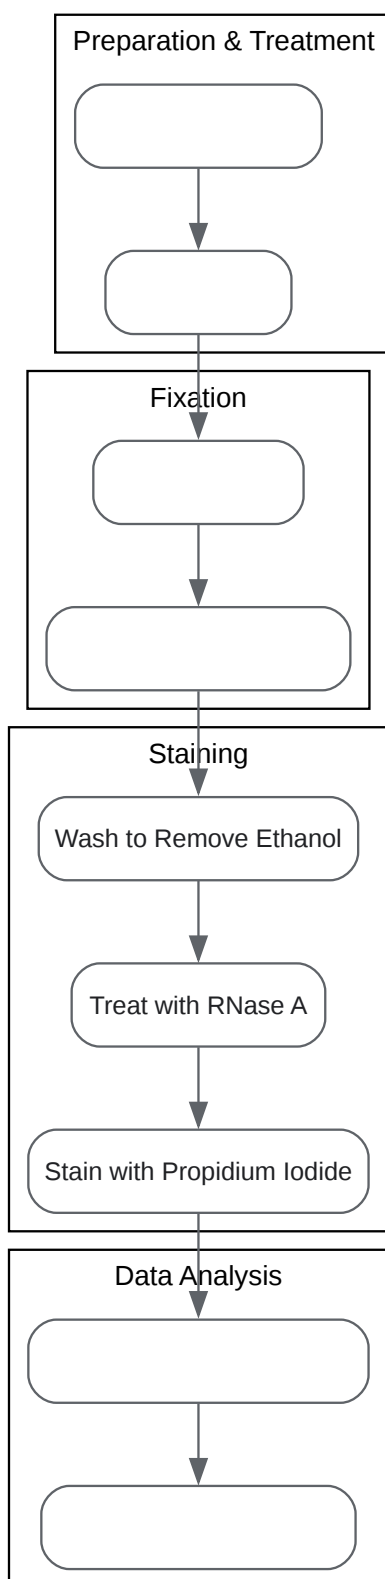 Preparation & Treatment
Fixation
Staining
Wash to Remove Ethanol
Treat with RNase A
Stain with Propidium Iodide
Data Analysis